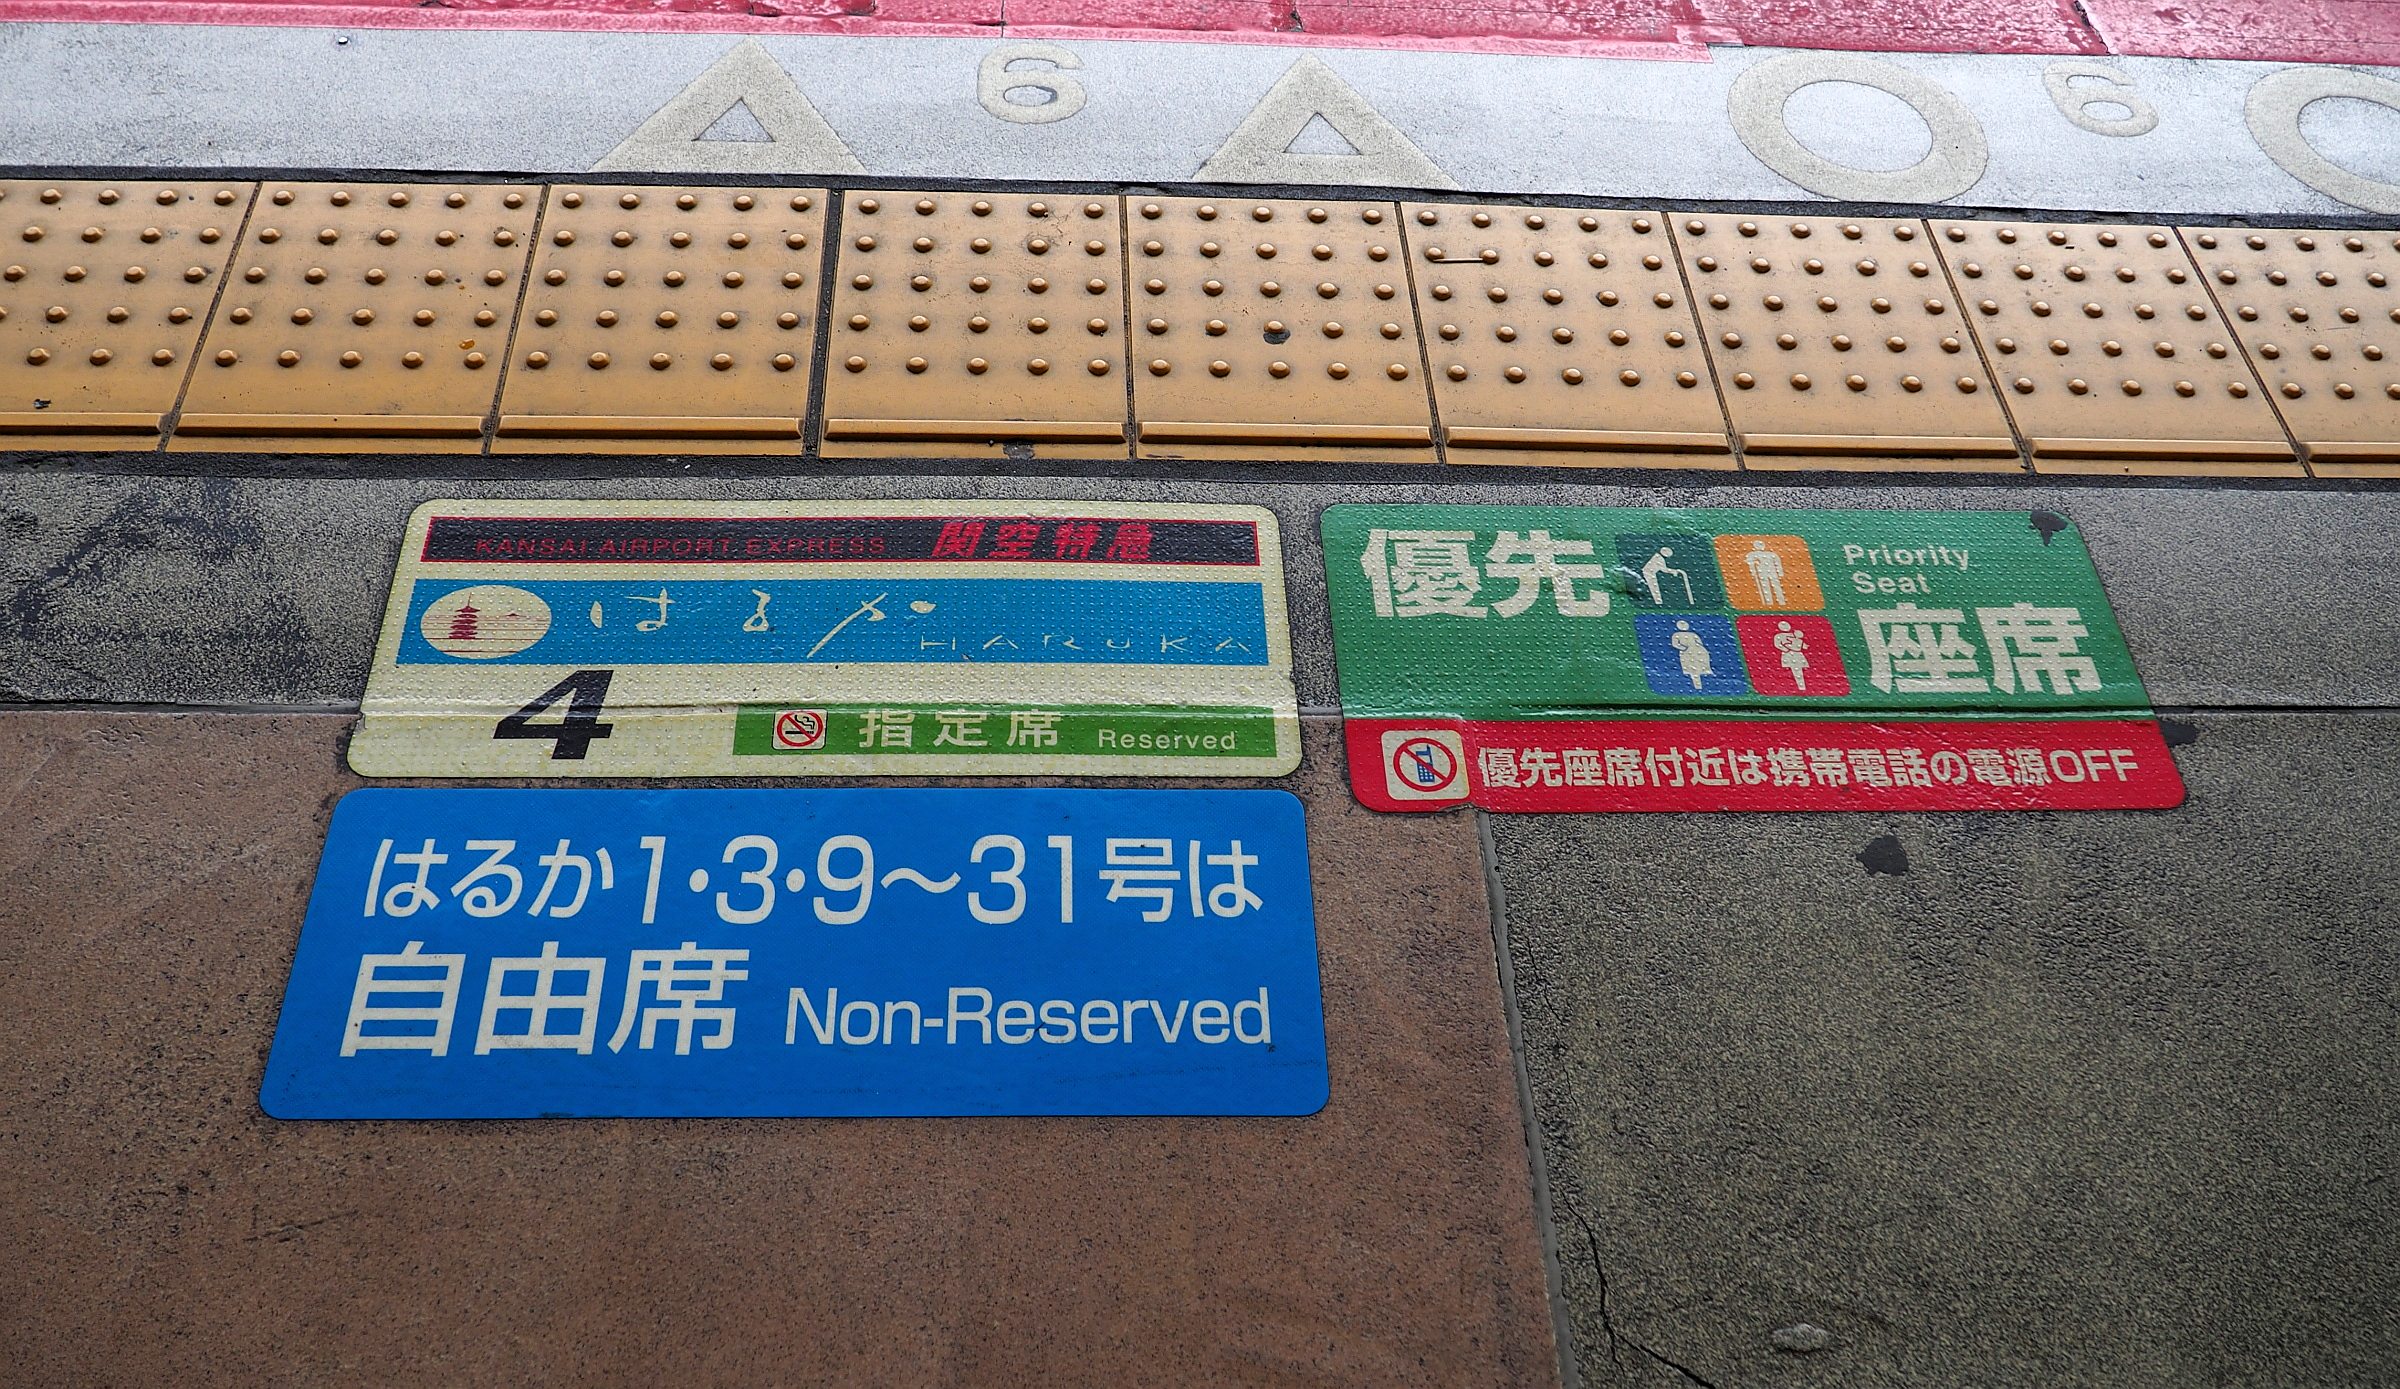 △ 6 △ ○ 6 ○
KANSAI AIRPORT EXPRESS 関空特急
はるか HARUKA
4 指定席 Reserved
はるか1・3・9〜31号は
自由席 Non-Reserved
優先
Priority
Seat
座席
優先座席付近は携帯電話の電源OFF